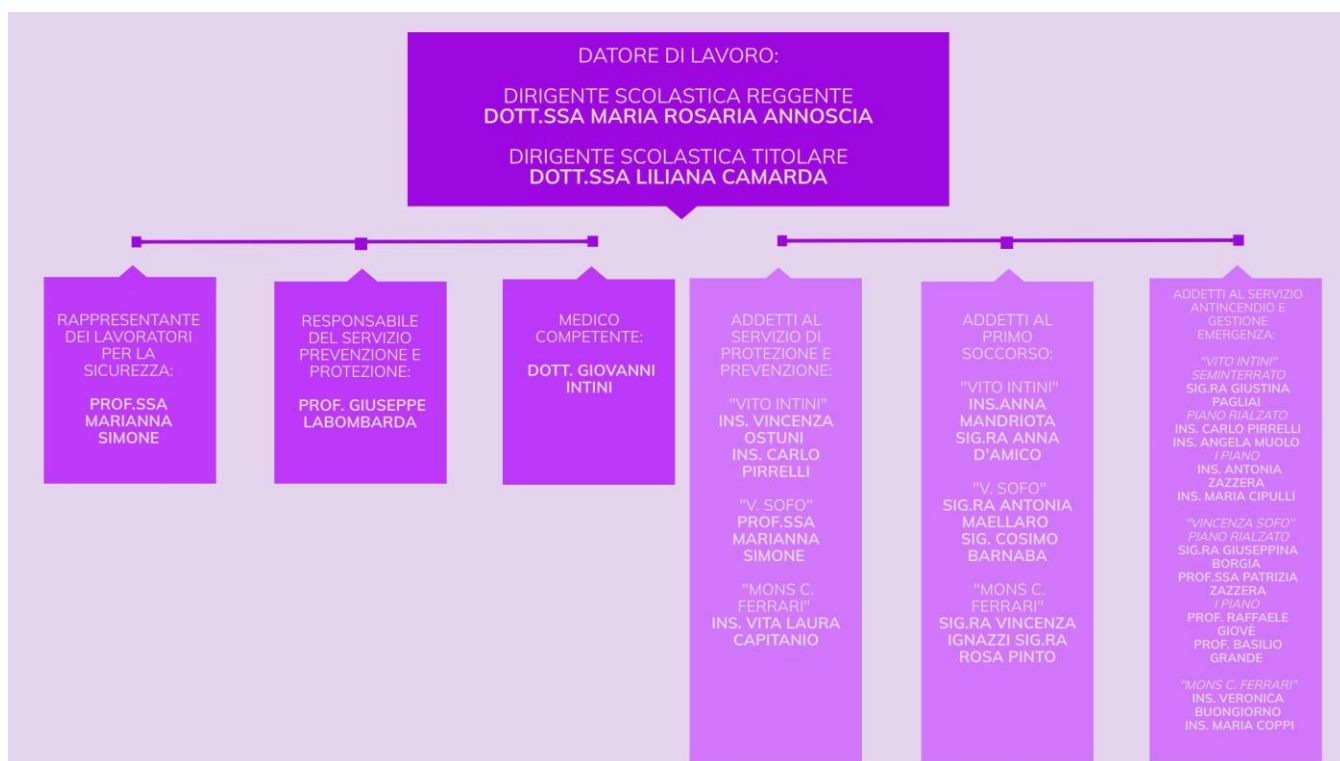 DATORE DI LAVORO:
DIRIGENTE SCOLASTICA REGGENTE
DOTT.SSA MARIA ROSARIA ANNOSCIA
DIRIGENTE SCOLASTICA TITOLARE
DOTT.SSA LILIANA CAMARDA
RAPPRESENTANTE
DEI LAVORATORI
PER LA
SICUREZZA:
PROF.SSA
MARIANNA
SIMONE
RESPONSABILE
DEL SERVIZIO
PREVENZIONE E
PROTEZIONE:
PROF. GIUSEPPE
LABOMBARDA
MEDICO
COMPETENTE:
DOTT. GIOVANNI
INTINI
ADDETTI AL
SERVIZIO DI
PROTEZIONE E
PREVENZIONE:
"VITO INTINI"
INS. VINCENZA
OSTUNI
INS. CARLO
PIRRELLI
"V. SOFO"
PROF.SSA
MARIANNA
SIMONE
"MONS C.
FERRARI"
INS. VITA LAURA
CAPITANIO
ADDETTI AL
PRIMO
SOCCORSO:
"VITO INTINI"
INS.ANNA
MANDRIOTA
SIG.RA ANNA
D'AMICO
"V. SOFO"
SIG.RA ANTONIA
MAELLARO
SIG. COSIMO
BARNABA
"MONS C.
FERRARI"
SIG.RA VINCENZA
IGNAZZI SIG.RA
ROSA PINTO
ADDETTI AL SERVIZIO
ANTINCENDIO E
GESTIONE
EMERGENZA:
"VITO INTINI"
SEMINTERRATO
SIG.RA GIUSTINA
PAGLIAI
PIANO RIALZATO
INS. CARLO PIRRELLI
INS. ANGELA MUOLO
I PIANO
INS. ANTONIA
ZAZZERA
INS. MARIA CIPULLI
"VINCENZA SOFO"
PIANO RIALZATO
SIG.RA GIUSEPPINA
BORGIA
PROF.SSA PATRIZIA
ZAZZERA
I PIANO
PROF. RAFFAELE
GIOVÈ
PROF. BASILIO
GRANDE
"MONS C. FERRARI"
INS. VERONICA
BUONGIORNO
INS. MARIA COPPI